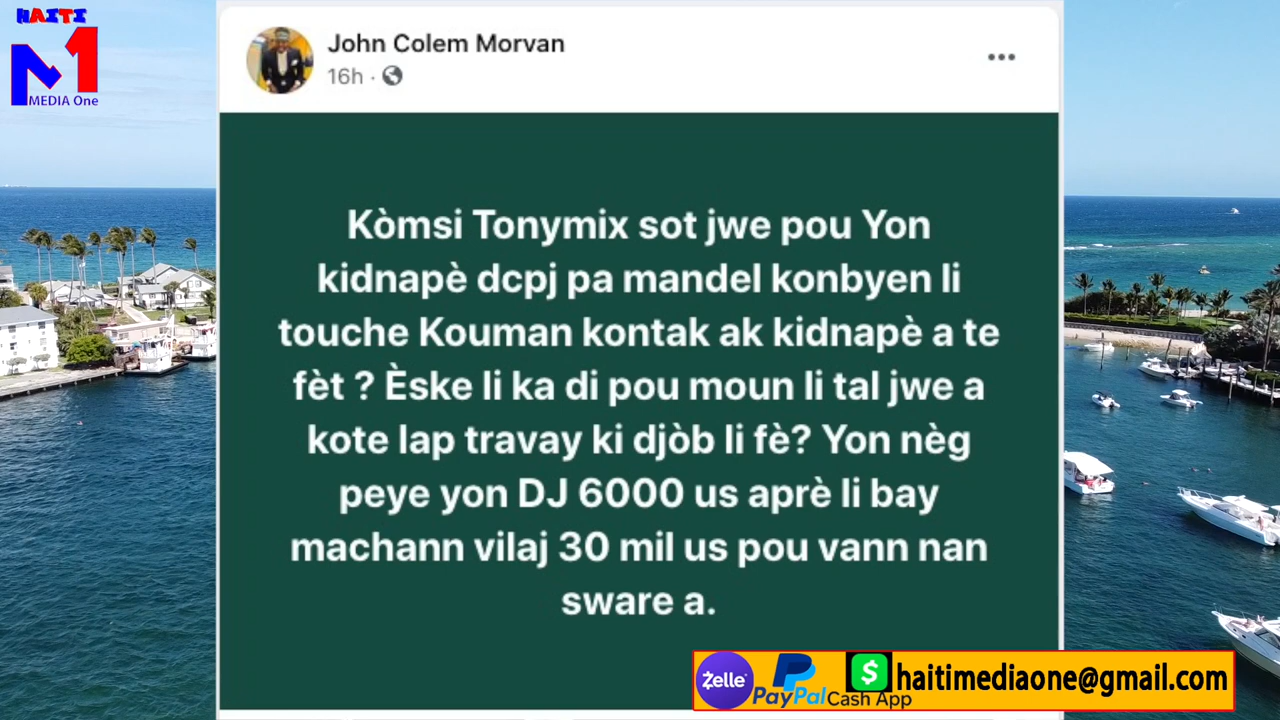 HAITI
M1
MEDIA One
John Colem Morvan
16h ·
Kòmsi Tonymix sot jwe pou Yon
kidnapè dcpj pa mandel konbyen li
touche Kouman kontak ak kidnapè a te
fèt ? Èske li ka di pou moun li tal jwe a
kote lap travay ki djòb li fè? Yon nèg
peye yon DJ 6000 us aprè li bay
machann vilaj 30 mil us pou vann nan
sware a.
Zelle
PayPal
$
Cash App
haitimediaone@gmail.com